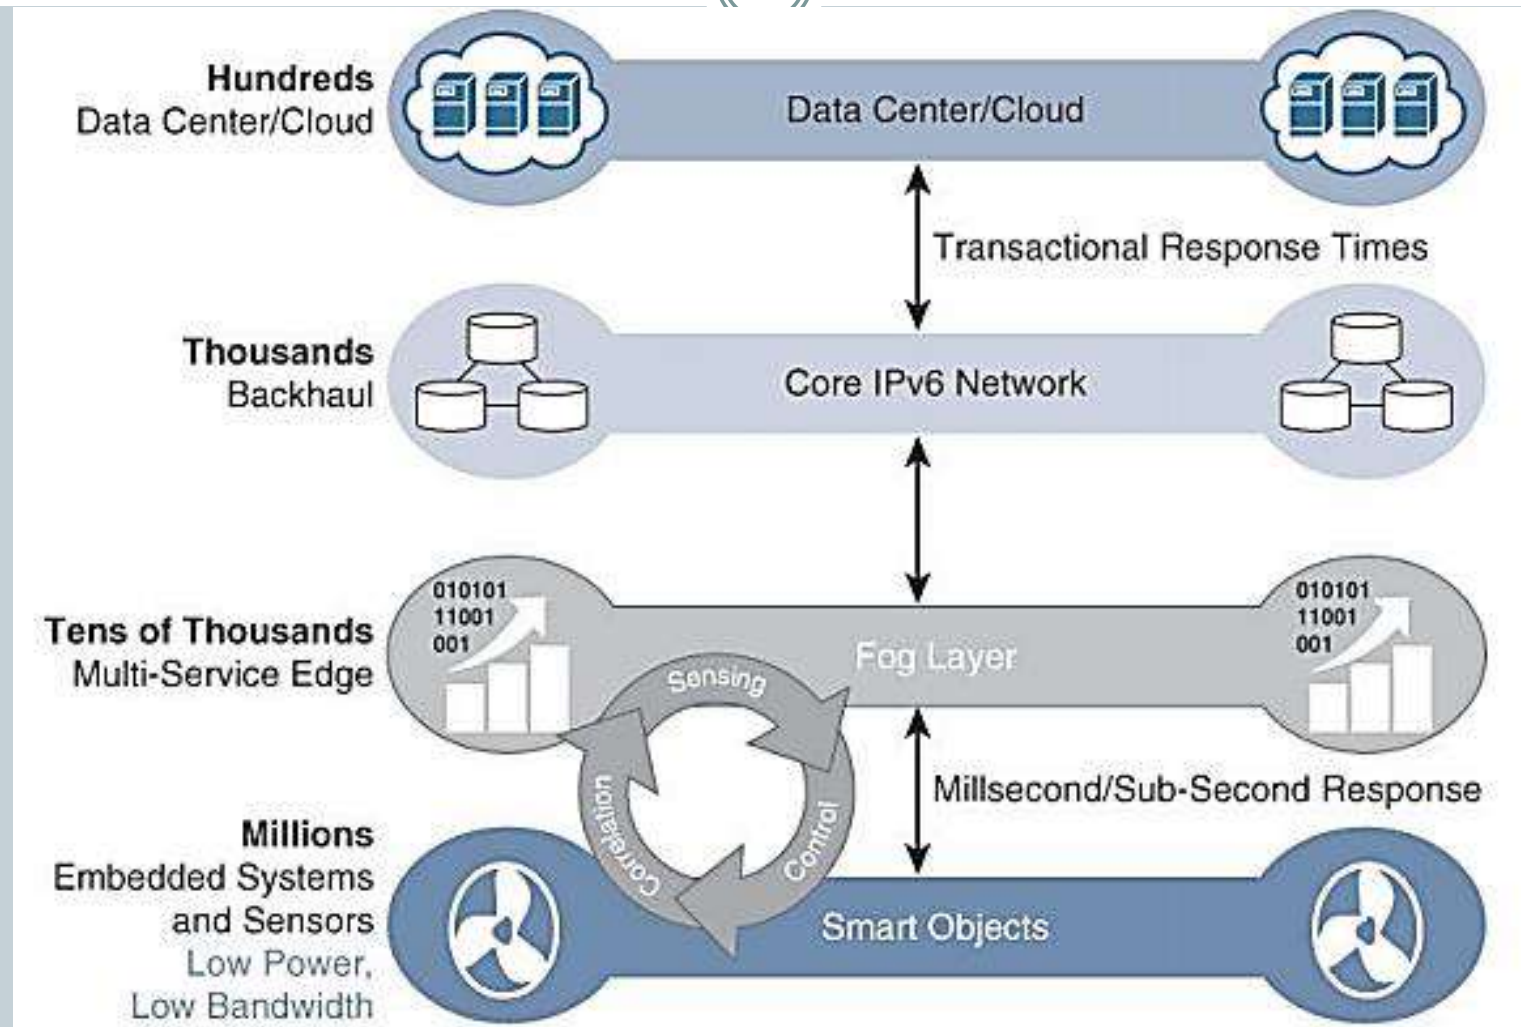 Hundreds
Data Center/Cloud
Data Center/Cloud
Transactional Response Times
Thousands
Backhaul
Core IPv6 Network
Tens of Thousands
Multi-Service Edge
010101
11001
001
Fog Layer
010101
11001
001
Sensing
Control
Correlation
Millsecond/Sub-Second Response
Millions
Embedded Systems
and Sensors
Low Power,
Low Bandwidth
Smart Objects